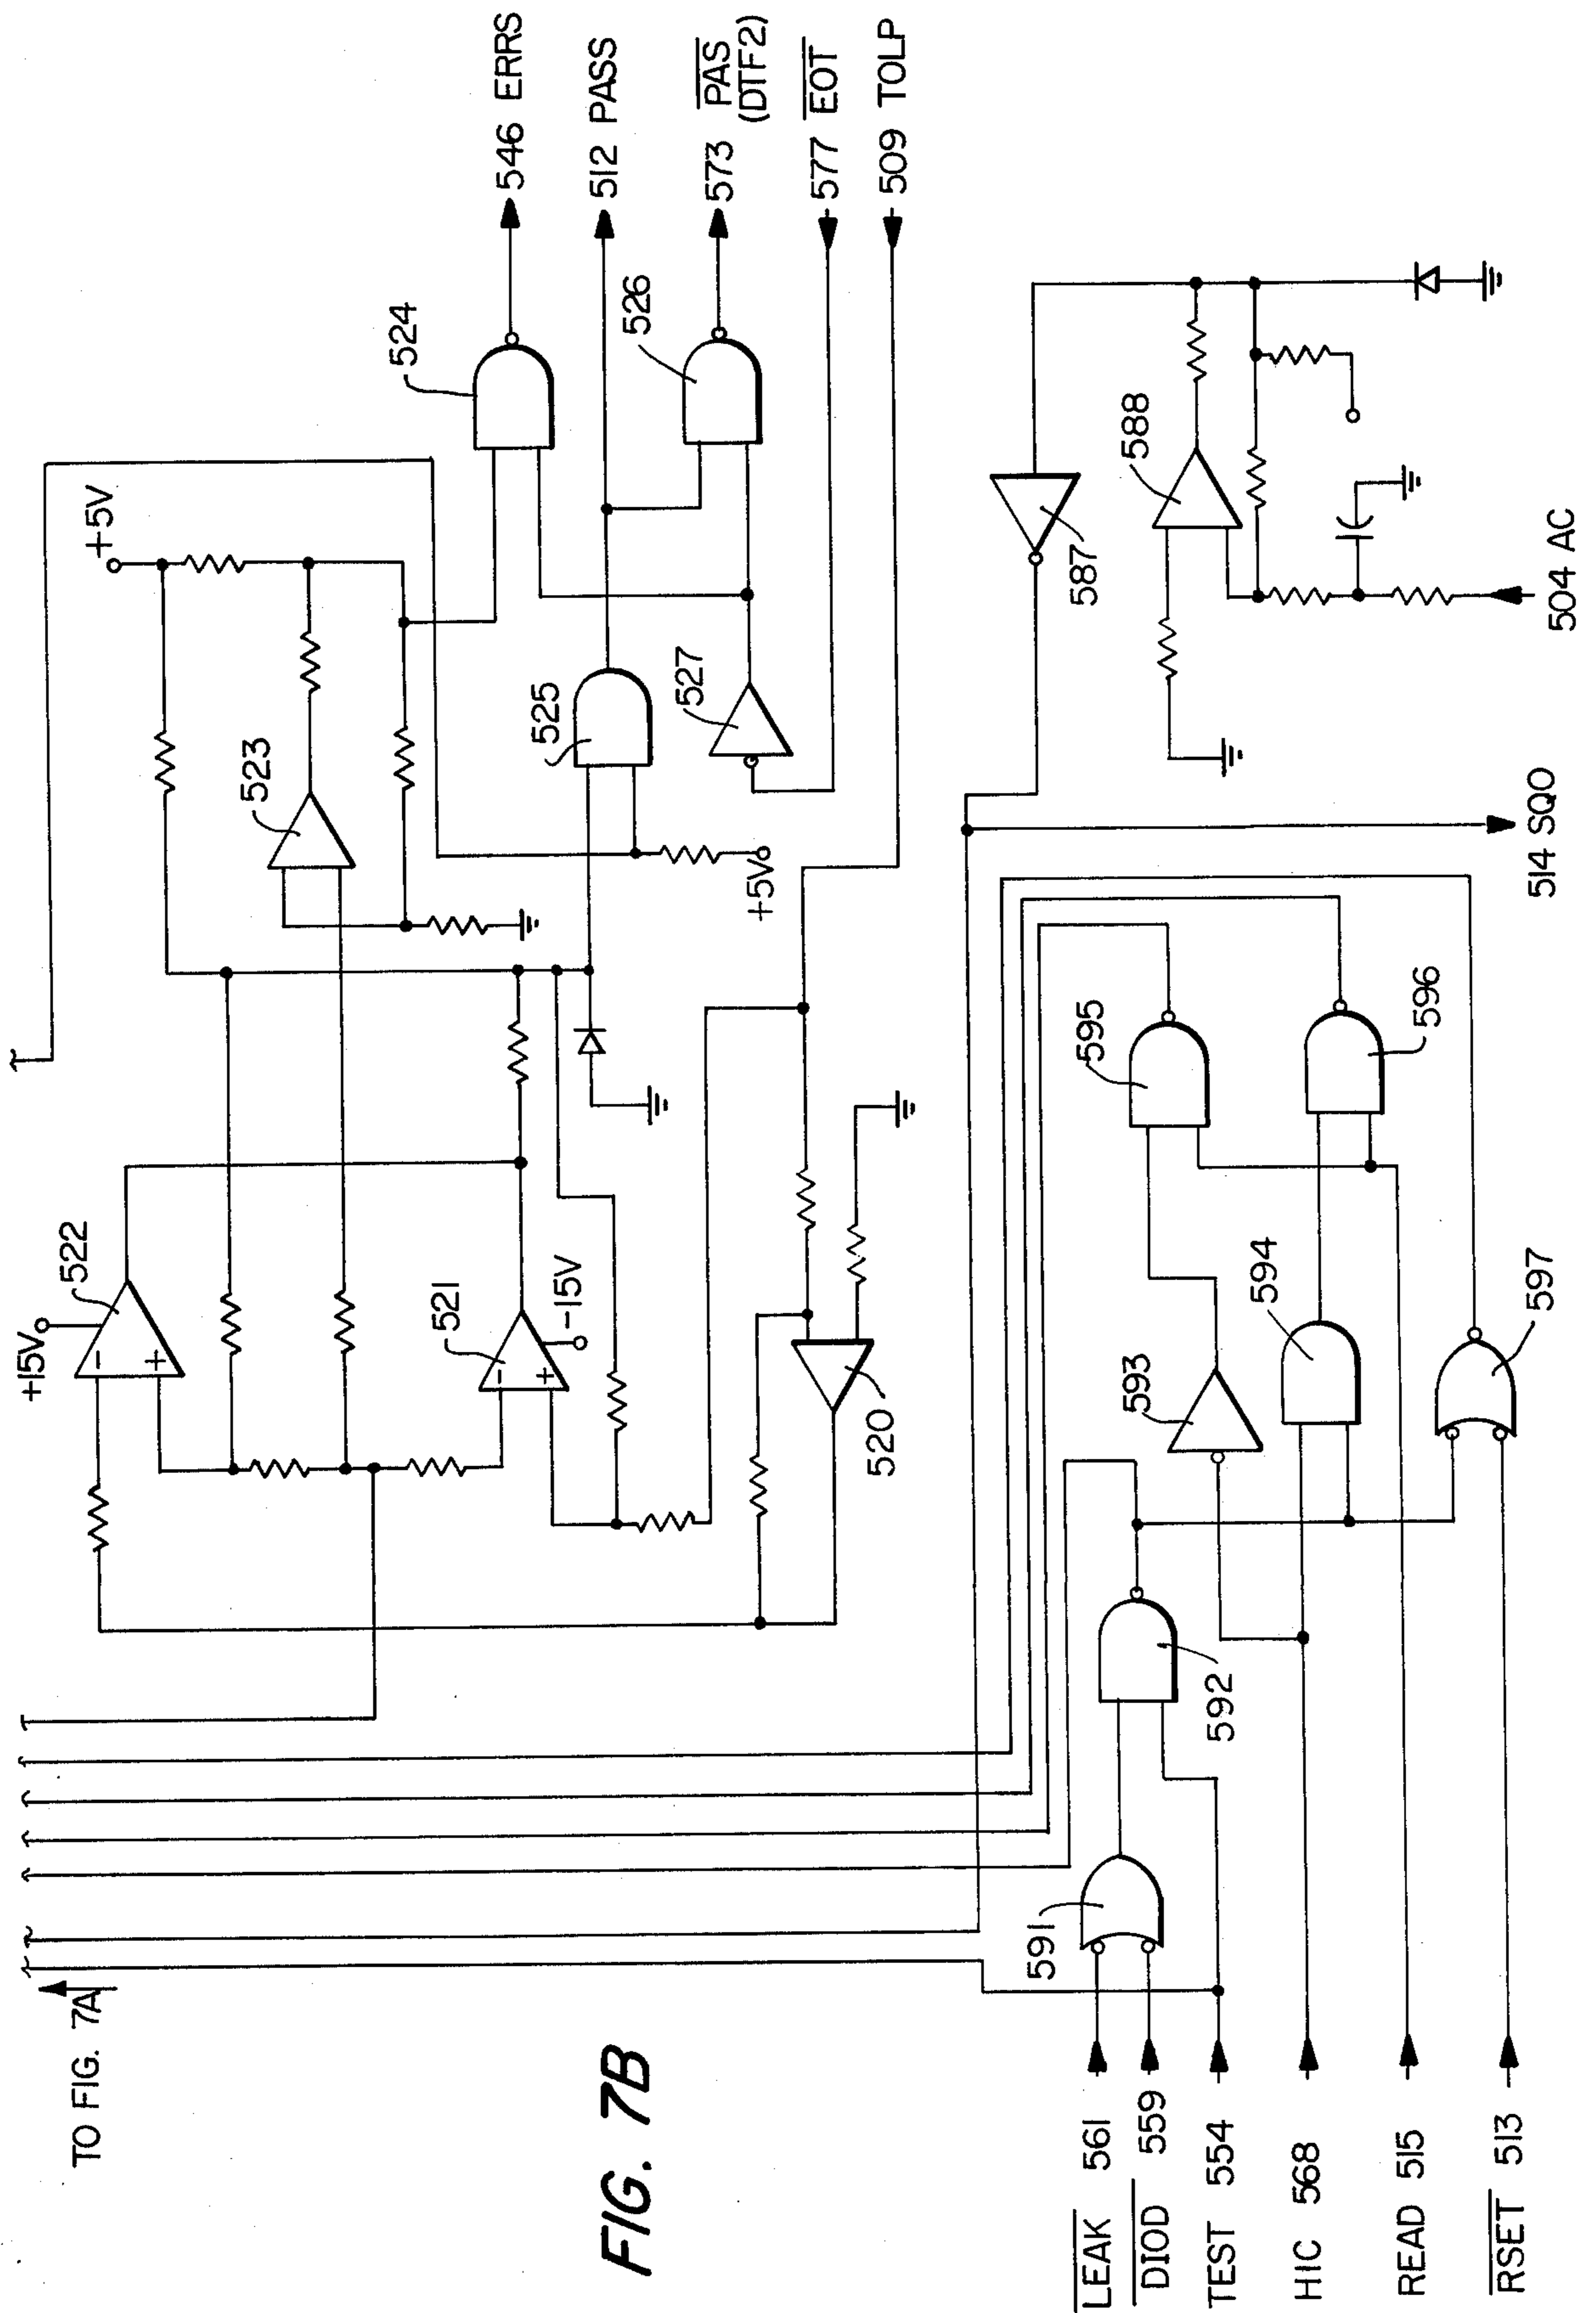 546 ERRS
512 PASS
573 PAS
(DTF2)
577 EOT
509 TOLP
524
526
+5V
523
525
527
+5V
+15V
522
521
-
+
-
+
-15V
520
588
587
504 AC
514 SQO
595
596
593
594
597
591
592
TO FIG. 7A
FIG. 7B
LEAK 561
DIOD 559
TEST 554
HIC 568
READ 515
RSET 513